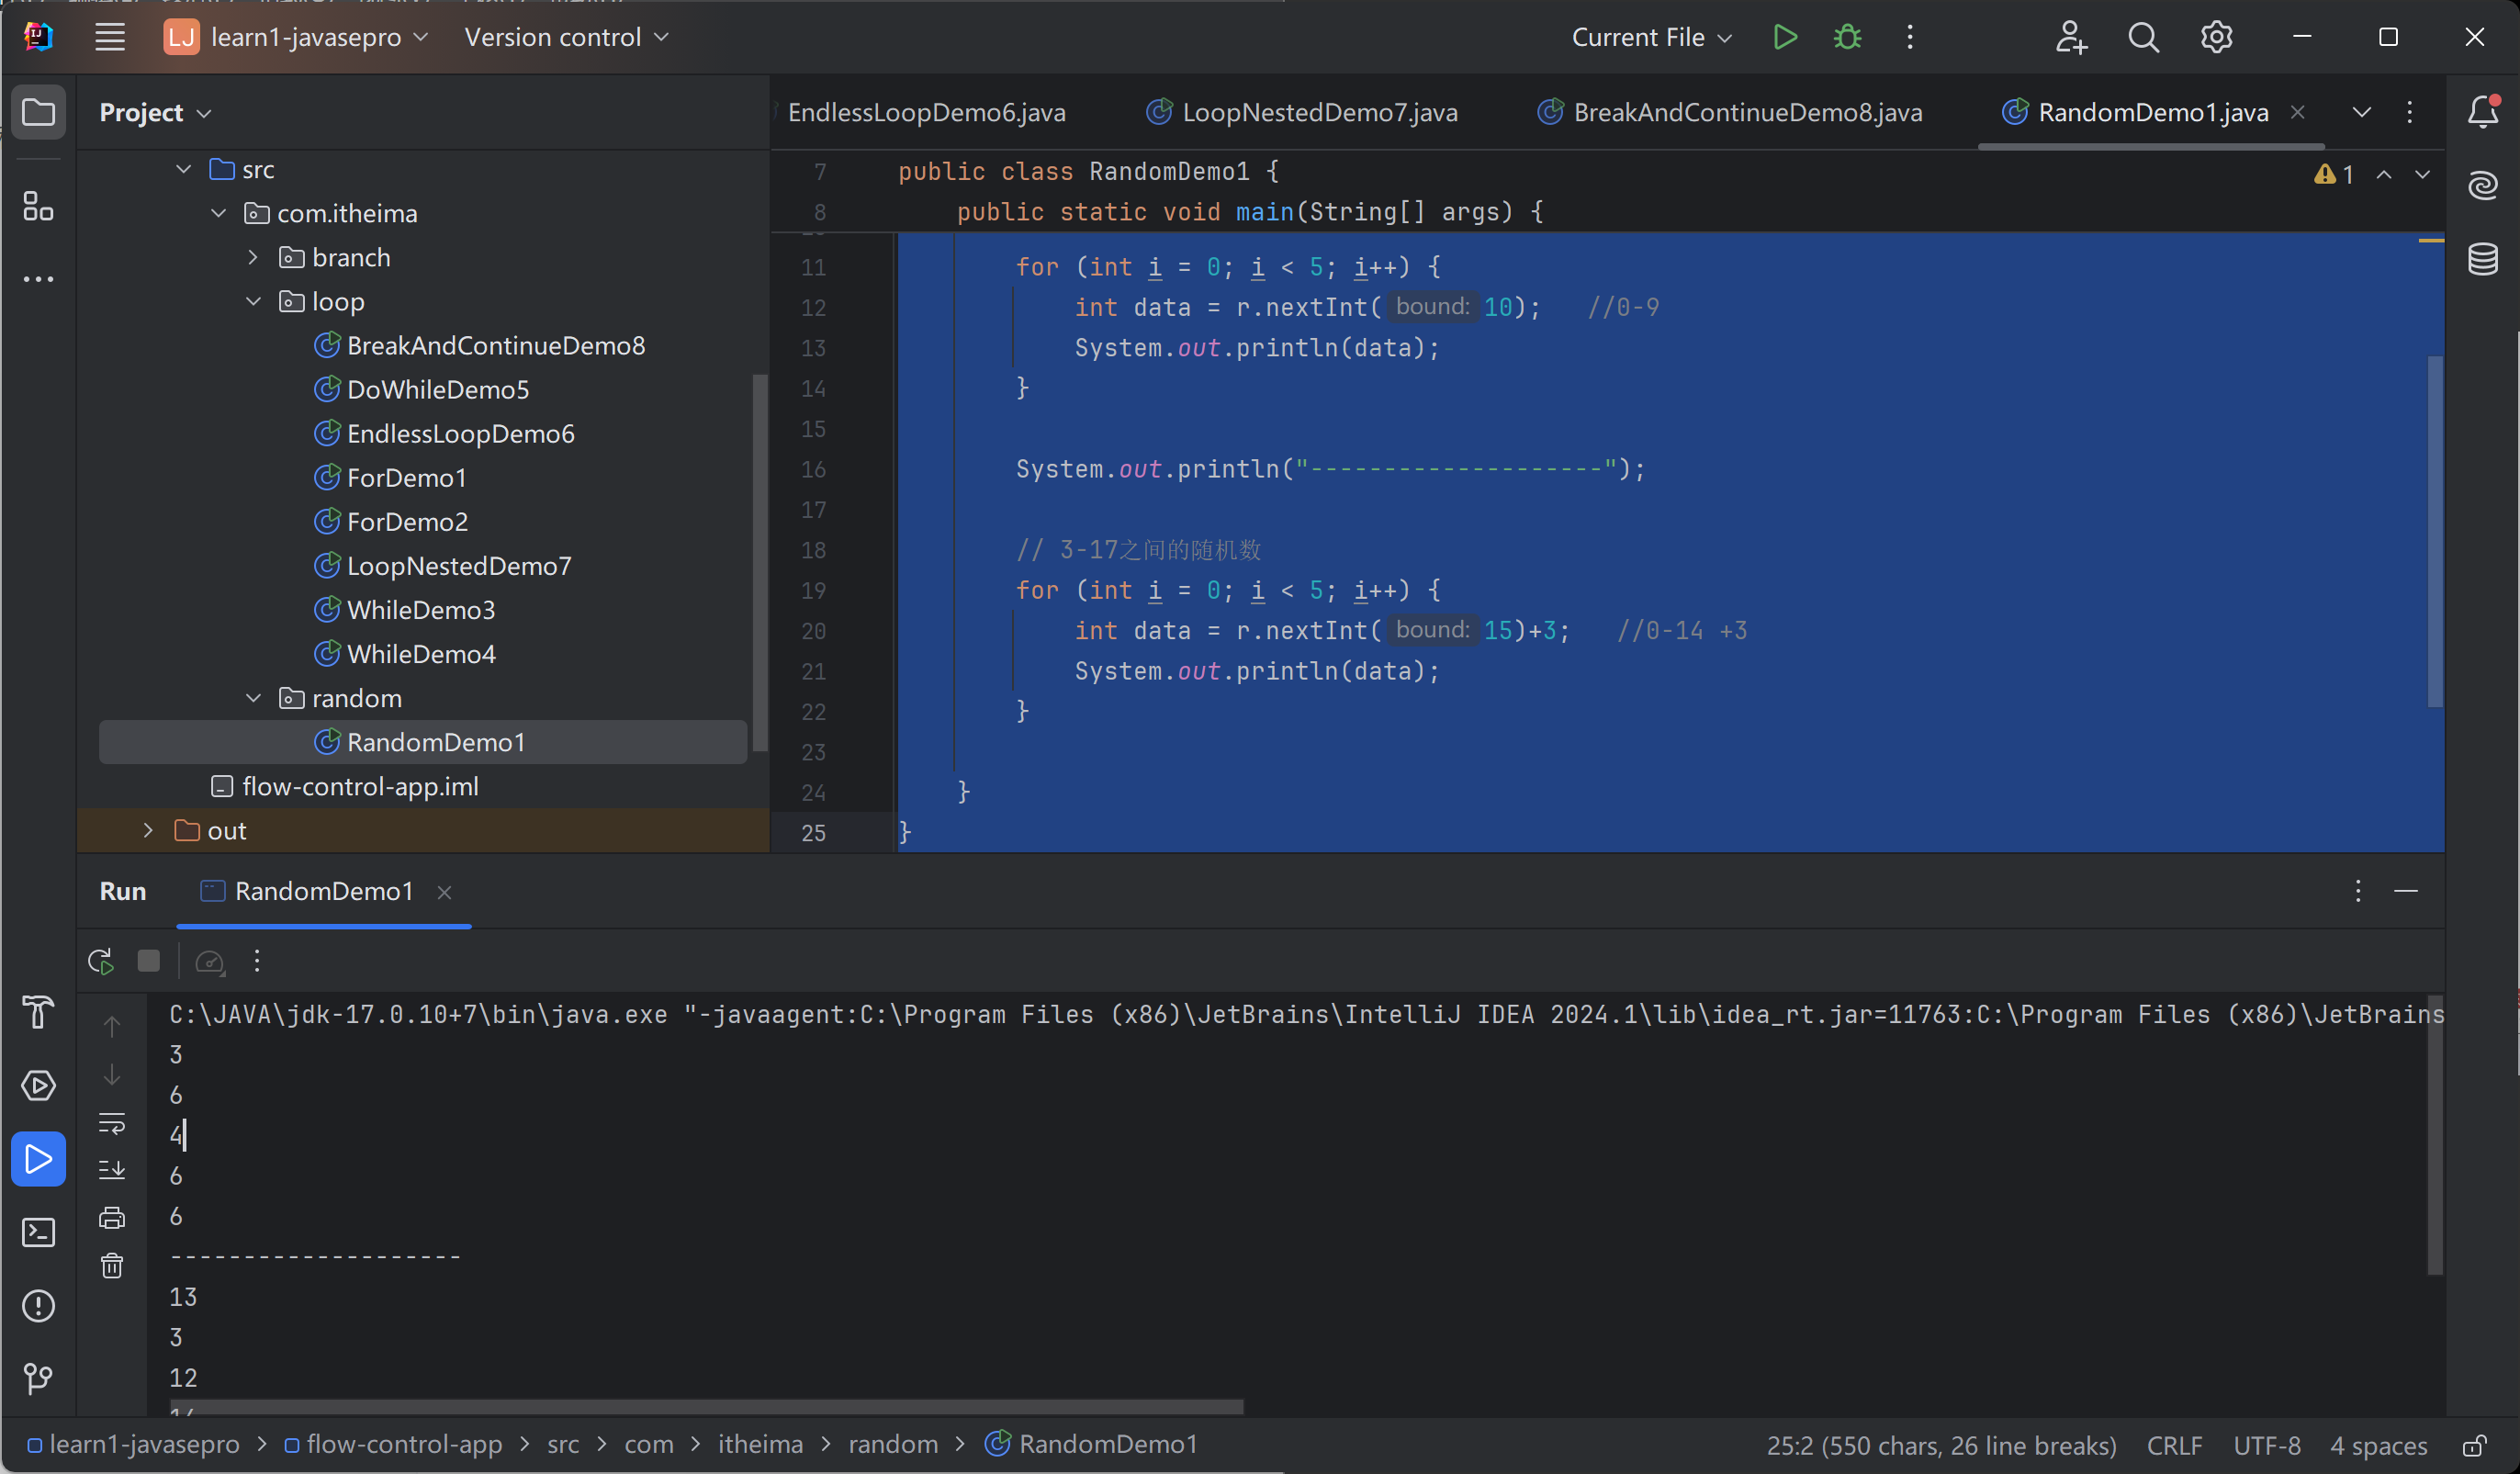 LJ learn1-javasepro Version control Current File
Project
EndlessLoopDemo6.java LoopNestedDemo7.java BreakAndContinueDemo8.java RandomDemo1.java
src
com.itheima
branch
loop
BreakAndContinueDemo8
DoWhileDemo5
EndlessLoopDemo6
ForDemo1
ForDemo2
LoopNestedDemo7
WhileDemo3
WhileDemo4
random
RandomDemo1
flow-control-app.iml
out
1
7 public class RandomDemo1 {
8 public static void main(String[] args) {
11 for (int i = 0; i < 5; i++) {
12 int data = r.nextInt( bound: 10); //0-9
13 System.out.println(data);
14 }
15
16 System.out.println("--------------------");
17
18 // 3-17之间的随机数
19 for (int i = 0; i < 5; i++) {
20 int data = r.nextInt( bound: 15)+3; //0-14 +3
21 System.out.println(data);
22 }
23
24 }
25 }
Run RandomDemo1
C:\JAVA\jdk-17.0.10+7\bin\java.exe "-javaagent:C:\Program Files (x86)\JetBrains\IntelliJ IDEA 2024.1\lib\idea_rt.jar=11763:C:\Program Files (x86)\JetBrains
3
6
4
6
6
--------------------
13
3
12
learn1-javasepro > flow-control-app > src > com > itheima > random > RandomDemo1
25:2 (550 chars, 26 line breaks) CRLF UTF-8 4 spaces